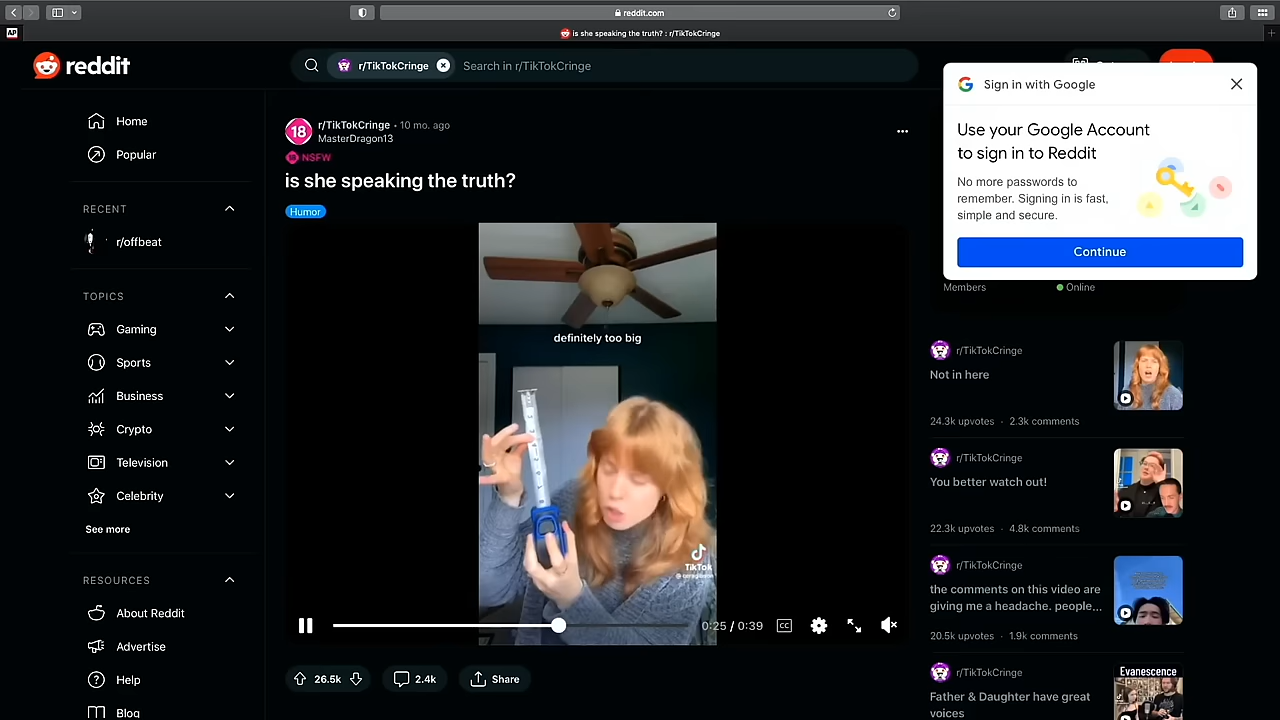 reddit.com
AP
is she speaking the truth? : r/TikTokCringe
reddit
r/TikTokCringe
Search in r/TikTokCringe
Sign in with Google
Use your Google Account
to sign in to Reddit
No more passwords to
remember. Signing in is fast,
simple and secure.
Continue
Members
Online
Home
Popular
RECENT
r/offbeat
TOPICS
Gaming
Sports
Business
Crypto
Television
Celebrity
See more
RESOURCES
About Reddit
Advertise
Help
Blog
18
r/TikTokCringe • 10 mo. ago
MasterDragon13
18 NSFW
is she speaking the truth?
Humor
definitely too big
TikTok
0:25 / 0:39
CC
26.5k
2.4k
Share
r/TikTokCringe
Not in here
24.3k upvotes · 2.3k comments
r/TikTokCringe
You better watch out!
22.3k upvotes · 4.8k comments
r/TikTokCringe
the comments on this video are
giving me a headache. people...
20.5k upvotes · 1.9k comments
r/TikTokCringe
Father & Daughter have great
voices
Evanescence